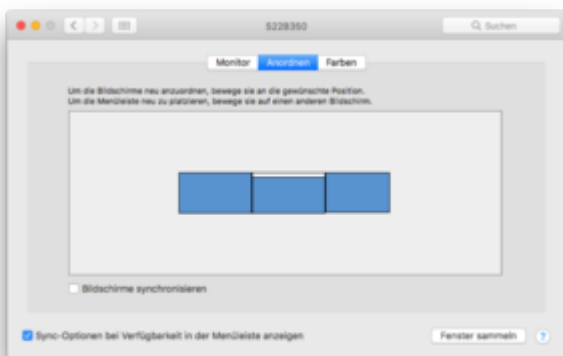 5228350
Suchen
Monitor Anordnen Farben
Um die Bildschirme neu anzuordnen, bewege sie an die gewünschte Position.
Um die Menüleiste neu zu platzieren, bewege sie auf einen anderen Bildschirm.
Bildschirme synchronisieren
Sync-Optionen bei Verfügbarkeit in der Menüleiste anzeigen
Fenster sammeln ?